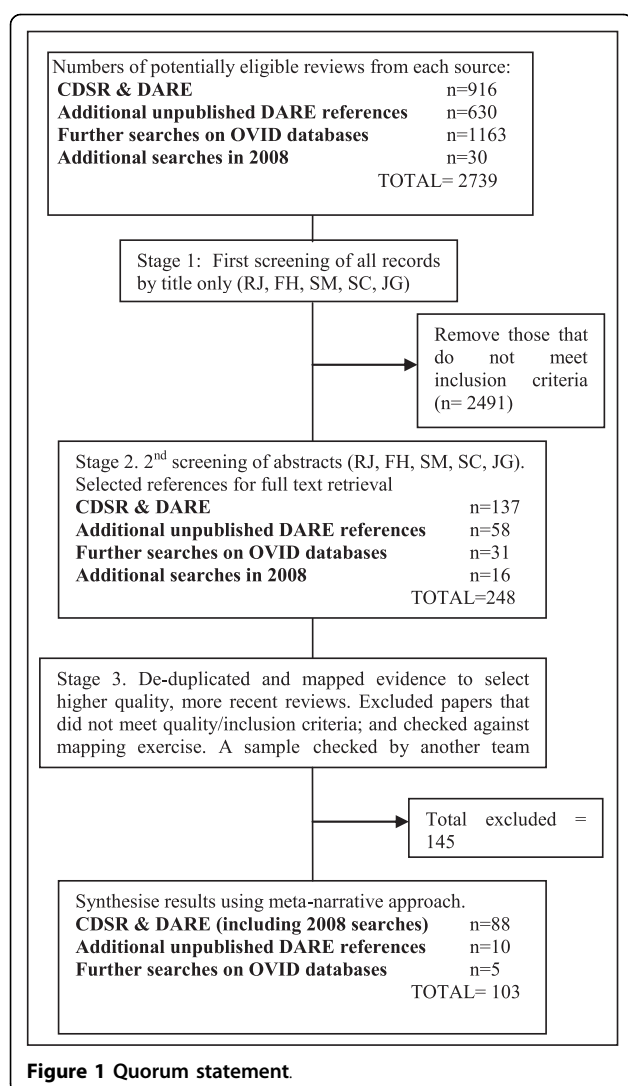 Numbers of potentially eligible reviews from each source:
CDSR & DARE n=916
Additional unpublished DARE references n=630
Further searches on OVID databases n=1163
Additional searches in 2008 n=30
TOTAL= 2739
Stage 1: First screening of all records
by title only (RJ, FH, SM, SC, JG)
Remove those that
do not meet
inclusion criteria
(n= 2491)
Stage 2. 2nd screening of abstracts (RJ, FH, SM, SC, JG).
Selected references for full text retrieval
CDSR & DARE n=137
Additional unpublished DARE references n=58
Further searches on OVID databases n=31
Additional searches in 2008 n=16
TOTAL=248
Stage 3. De-duplicated and mapped evidence to select
higher quality, more recent reviews. Excluded papers that
did not meet quality/inclusion criteria; and checked against
mapping exercise. A sample checked by another team
Total excluded =
145
Synthesise results using meta-narrative approach.
CDSR & DARE (including 2008 searches) n=88
Additional unpublished DARE references n=10
Further searches on OVID databases n=5
TOTAL= 103
Figure 1 Quorum statement.